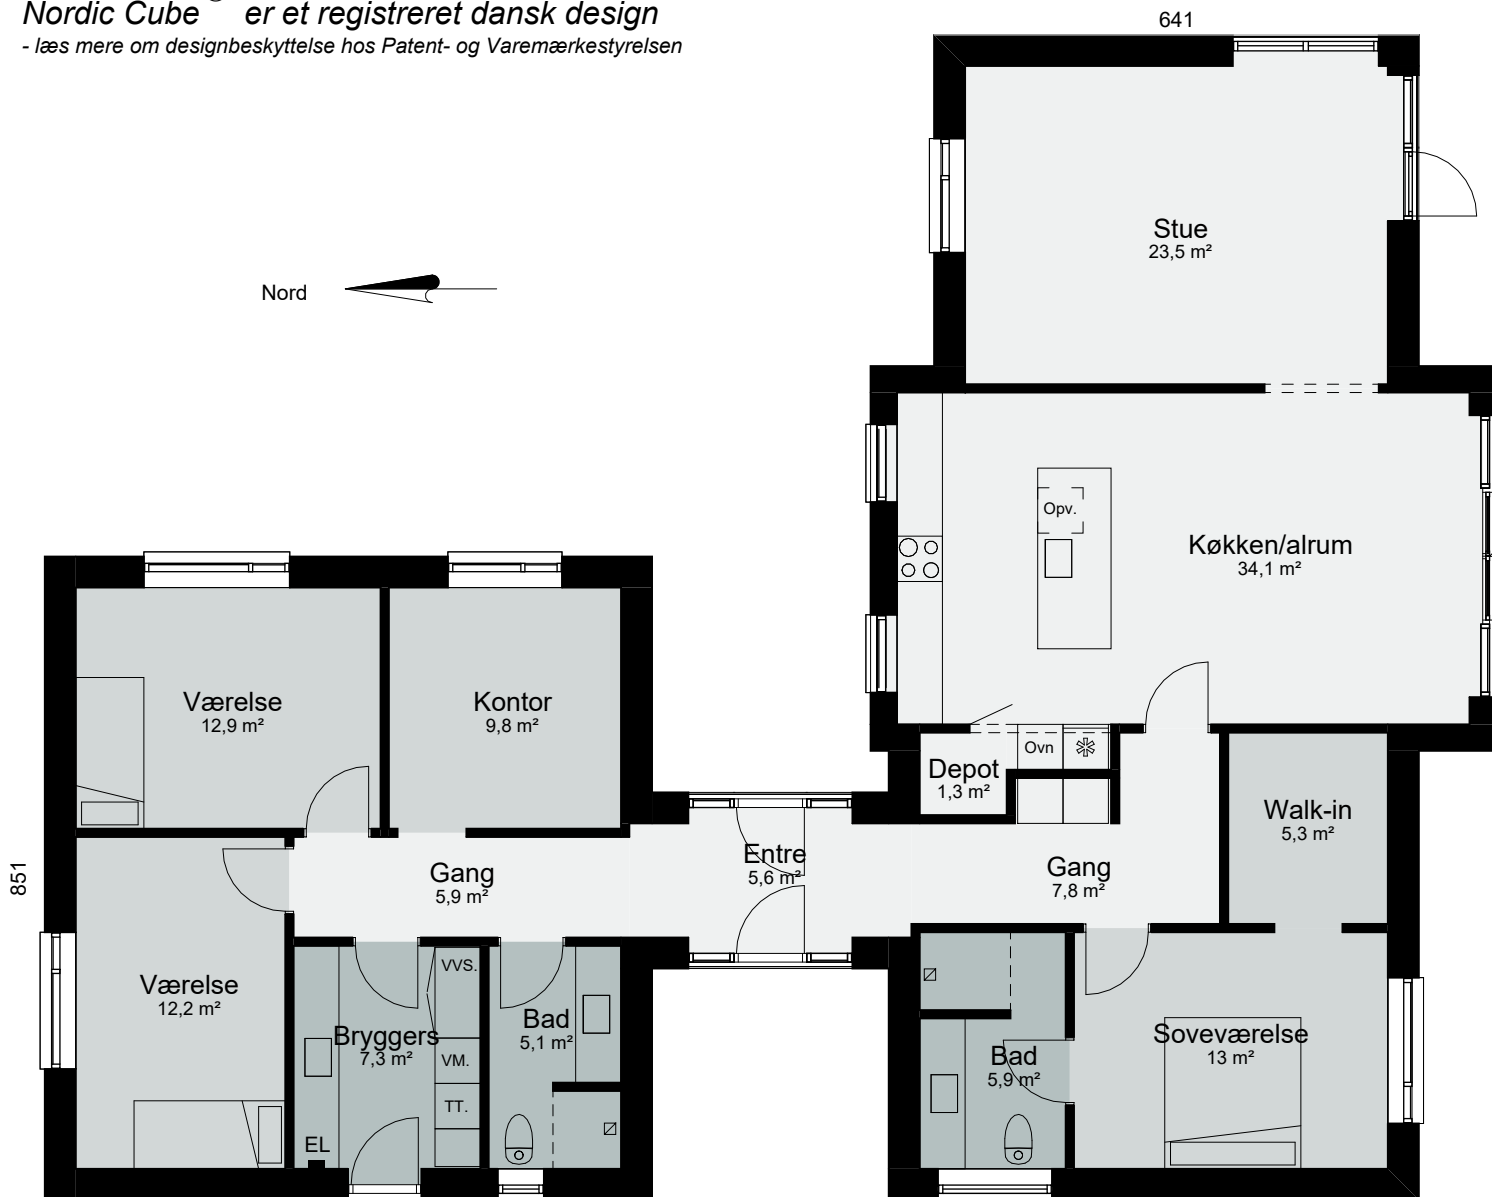 Nordic Cube er et registreret dansk design
- læs mere om designbeskyttelse hos Patent- og Varemærkestyrelsen
641
Stue
23,5 m²
Nord
Opv.
Køkken/alrum
34,1 m²
Værelse
12,9 m²
Kontor
9,8 m²
Ovn
Depot
1,3 m²
Walk-in
5,3 m²
851
Gang
5,9 m²
Entre
5,6 m²
Gang
7,8 m²
Værelse
12,2 m²
VVS.
Bryggers
7,3 m²
VM.
TT.
EL
Bad
5,1 m²
Bad
5,9 m²
Soveværelse
13 m²